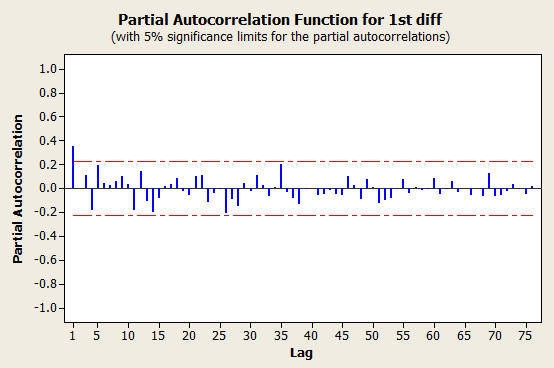 Partial Autocorrelation Function for 1st diff
(with 5% significance limits for the partial autocorrelations)
Partial Autocorrelation
1.0
0.8
0.6
0.4
0.2
0.0
-0.2
-0.4
-0.6
-0.8
-1.0
1 5 10 15 20 25 30 35 40 45 50 55 60 65 70 75
Lag